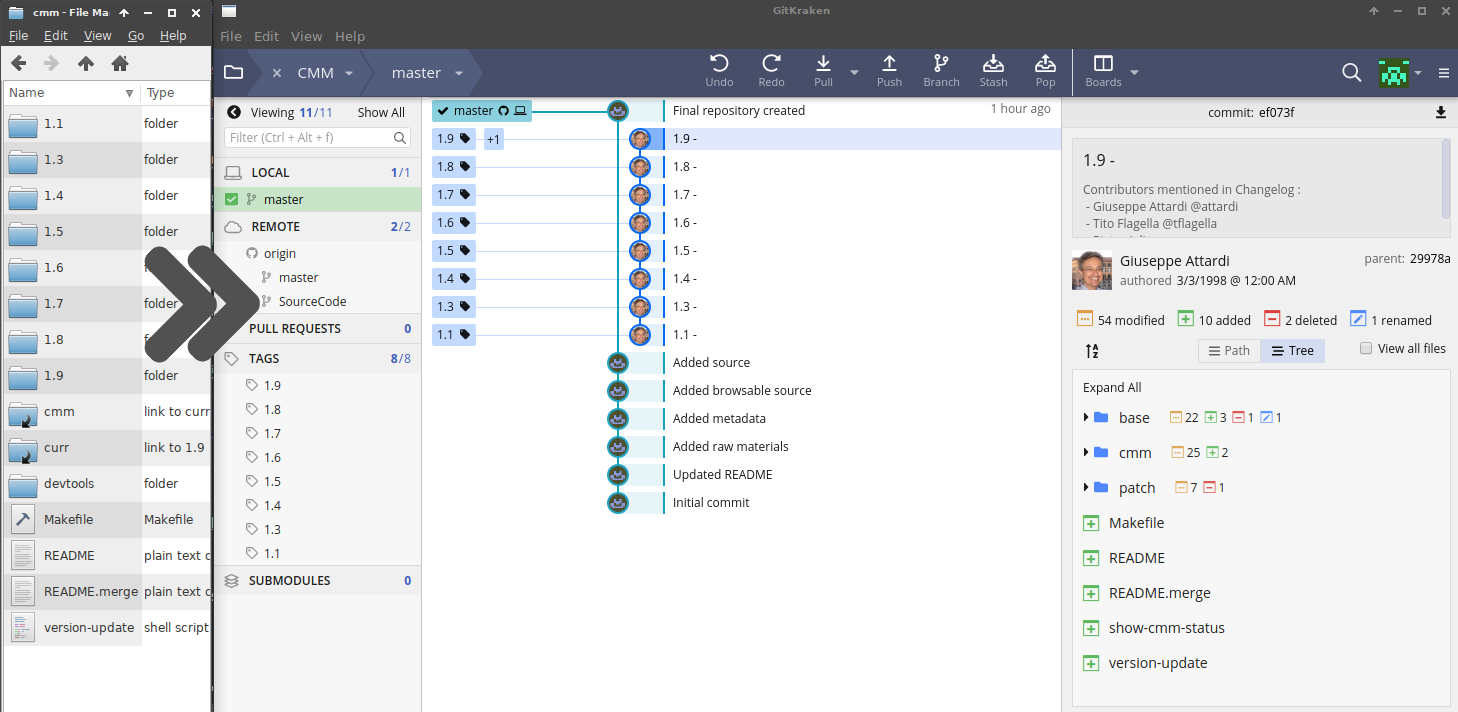 cmm - File Ma
File Edit View Go Help
Name Type
1.1 folder
1.3 folder
1.4 folder
1.5 folder
1.6
1.7 folder
1.8
1.9 folder
cmm link to curr
curr link to 1.9
devtools folder
Makefile Makefile
README plain text
README.merge plain text
version-update shell script
GitKraken
File Edit View Help
CMM master
Undo Redo Pull Push Branch Stash Pop Boards
Viewing 11/11 Show All
Filter (Ctrl + Alt + f)
LOCAL 1/1
master
REMOTE 2/2
origin
master
SourceCode
PULL REQUESTS 0
TAGS 8/8
1.9
1.8
1.7
1.6
1.5
1.4
1.3
1.1
SUBMODULES 0
master Final repository created 1 hour ago
1.9 +1 1.9 -
1.8 1.8 -
1.7 1.7 -
1.6 1.6 -
1.5 1.5 -
1.4 1.4 -
1.3 1.3 -
1.1 1.1 -
Added source
Added browsable source
Added metadata
Added raw materials
Updated README
Initial commit
commit: ef073f
1.9 -
Contributors mentioned in Changelog :
- Giuseppe Attardi @attardi
- Tito Flagella @tflagella
Giuseppe Attardi parent: 29978a
authored 3/3/1998 @ 12:00 AM
54 modified 10 added 2 deleted 1 renamed
Path Tree View all files
Expand All
base 22 3 1 1
cmm 25 2
patch 7 1
Makefile
README
README.merge
show-cmm-status
version-update